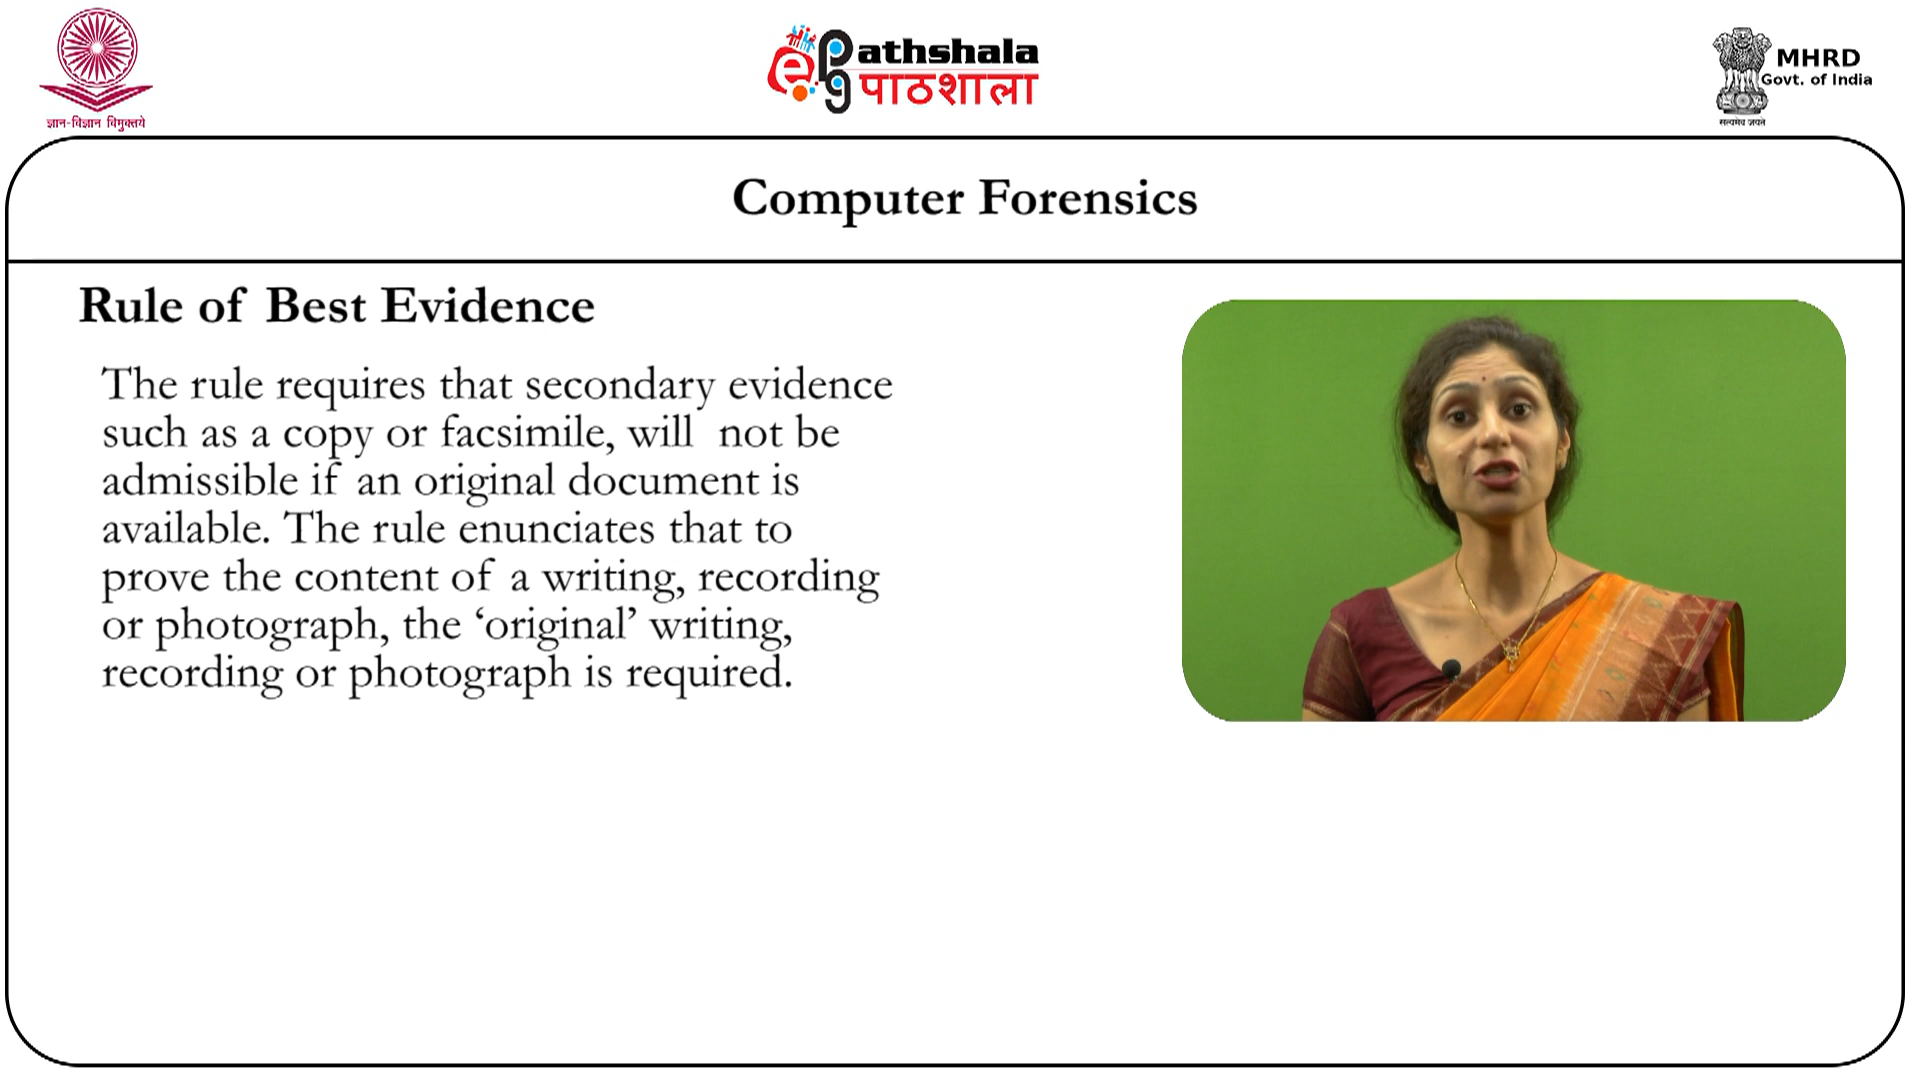 ज्ञान-विज्ञान विमुक्तये
e pg Pathshala
पाठशाला
MHRD
Govt. of India
सत्यमेव जयते
Computer Forensics
Rule of Best Evidence
The rule requires that secondary evidence
such as a copy or facsimile, will not be
admissible if an original document is
available. The rule enunciates that to
prove the content of a writing, recording
or photograph, the ‘original’ writing,
recording or photograph is required.